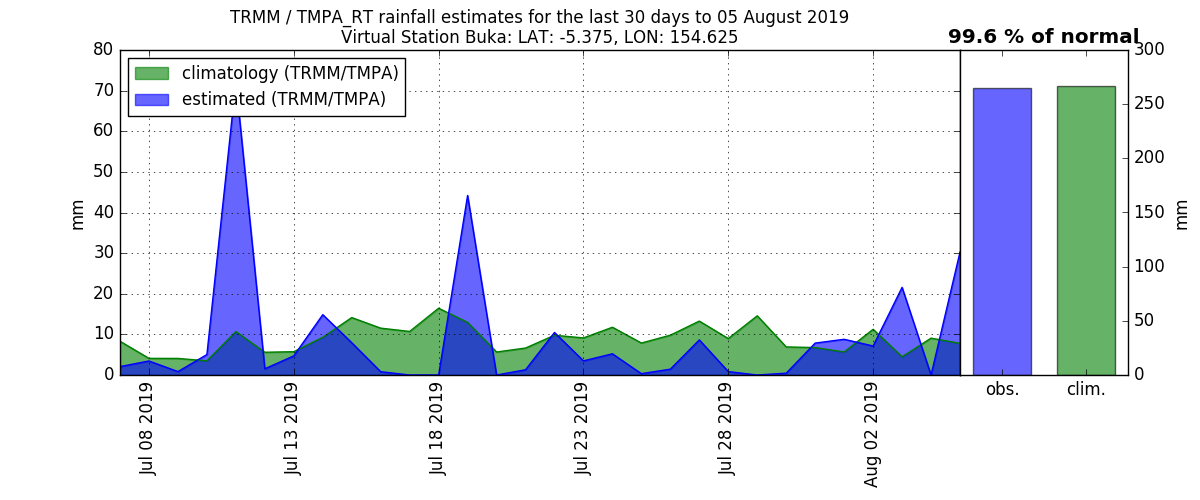 TRMM / TMPA_RT rainfall estimates for the last 30 days to 05 August 2019
Virtual Station Buka: LAT: -5.375, LON: 154.625
99.6 % of normal
climatology (TRMM/TMPA)
estimated (TRMM/TMPA)
80
70
60
50
40
30
20
10
0
mm
300
250
200
150
100
50
0
mm
Jul 08 2019
Jul 13 2019
Jul 18 2019
Jul 23 2019
Jul 28 2019
Aug 02 2019
obs.
clim.